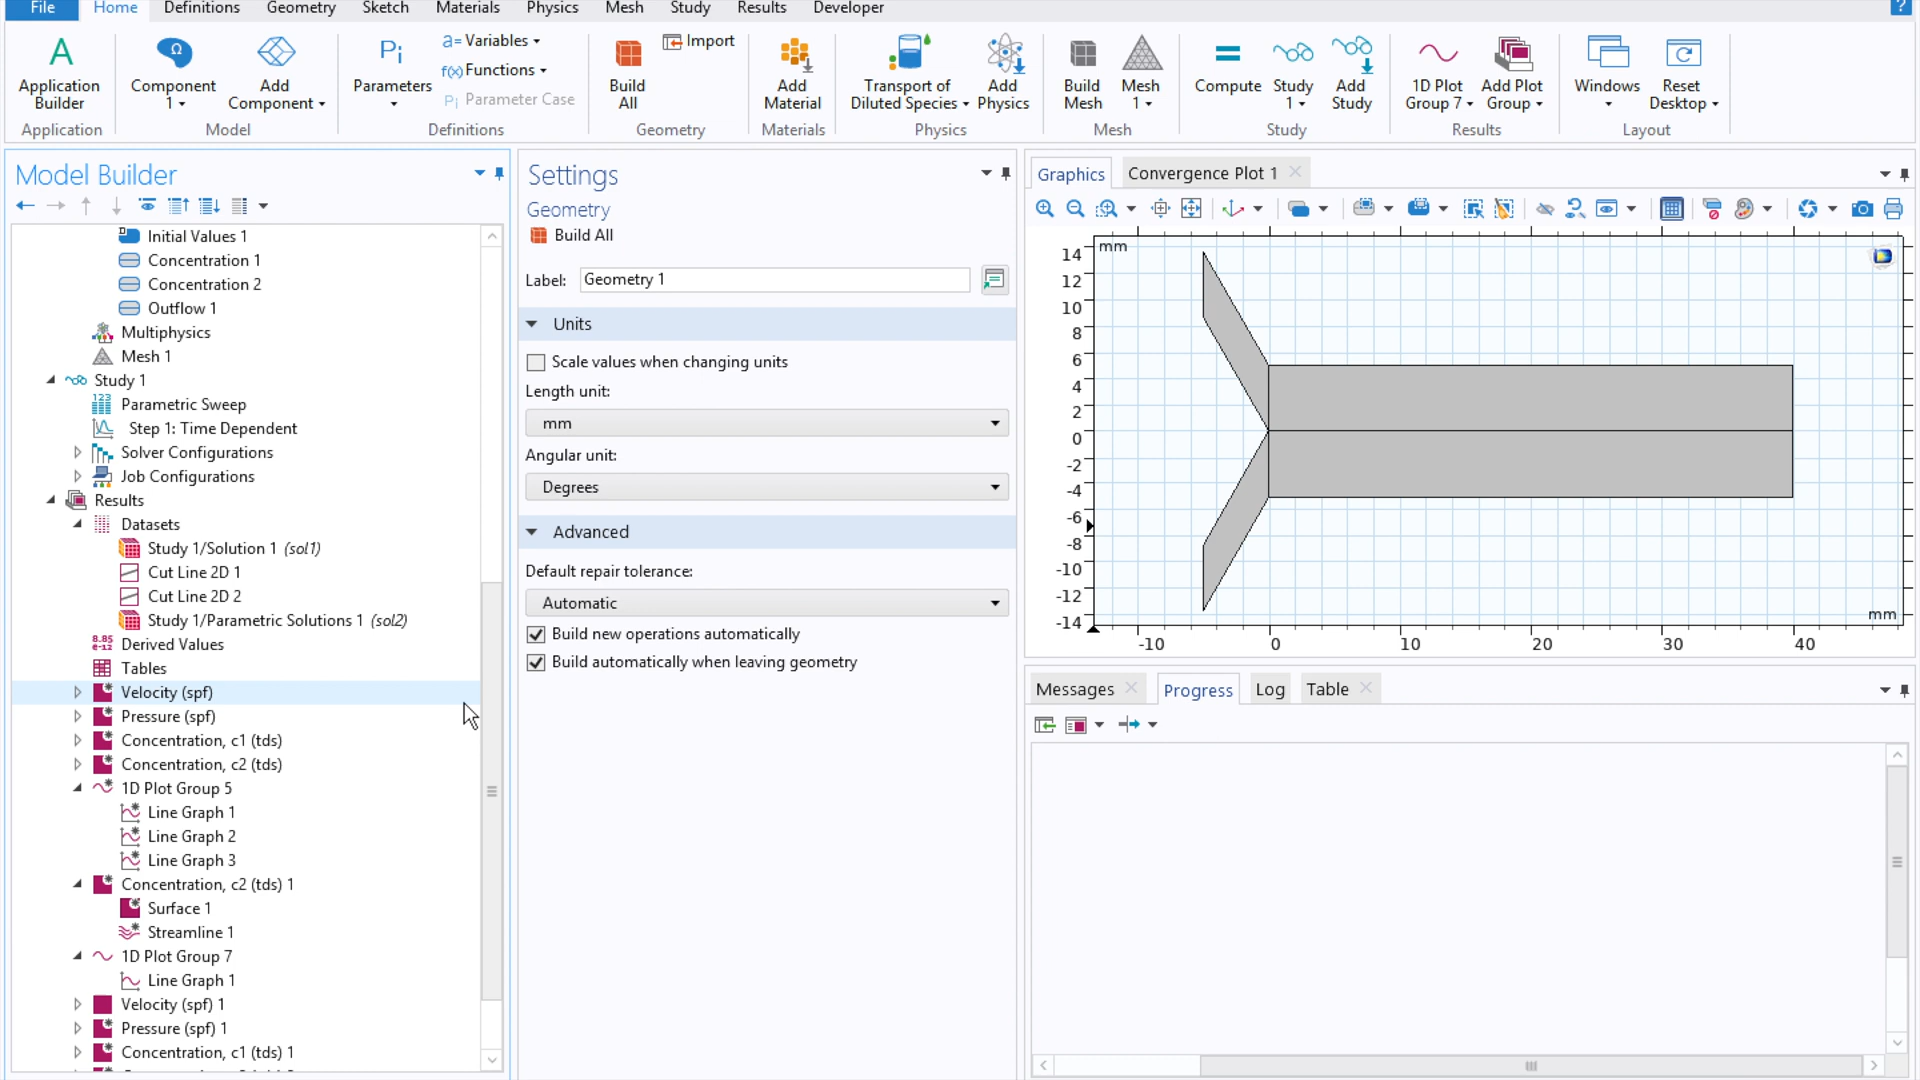 File Home Definitions Geometry Sketch Materials Physics Mesh Study Results Developer ?
a= Variables
Import
Application Builder
Component 1
Add Component
Pi
Parameters
f(x) Functions
Pi Parameter Case
Build All
Add Material
Transport of Diluted Species
Add Physics
Build Mesh
Mesh 1
Compute
Study 1
Add Study
1D Plot Group 7
Add Plot Group
Windows
Reset Desktop
Application Model Definitions Geometry Materials Physics Mesh Study Results Layout
Model Builder
Initial Values 1
Concentration 1
Concentration 2
Outflow 1
Multiphysics
Mesh 1
Study 1
Parametric Sweep
Step 1: Time Dependent
Solver Configurations
Job Configurations
Results
Datasets
Study 1/Solution 1 (sol1)
Cut Line 2D 1
Cut Line 2D 2
Study 1/Parametric Solutions 1 (sol2)
8.85
e-12
Derived Values
Tables
Velocity (spf)
Pressure (spf)
Concentration, c1 (tds)
Concentration, c2 (tds)
1D Plot Group 5
Line Graph 1
Line Graph 2
Line Graph 3
Concentration, c2 (tds) 1
Surface 1
Streamline 1
1D Plot Group 7
Line Graph 1
Velocity (spf) 1
Pressure (spf) 1
Concentration, c1 (tds) 1
Settings
Geometry
Build All
Label: Geometry 1
Units
Scale values when changing units
Length unit:
mm
Angular unit:
Degrees
Advanced
Default repair tolerance:
Automatic
Build new operations automatically
Build automatically when leaving geometry
Graphics Convergence Plot 1
mm
14
12
10
8
6
4
2
0
-2
-4
-6
-8
-10
-12
-14
mm
-10 0 10 20 30 40
Messages Progress Log Table